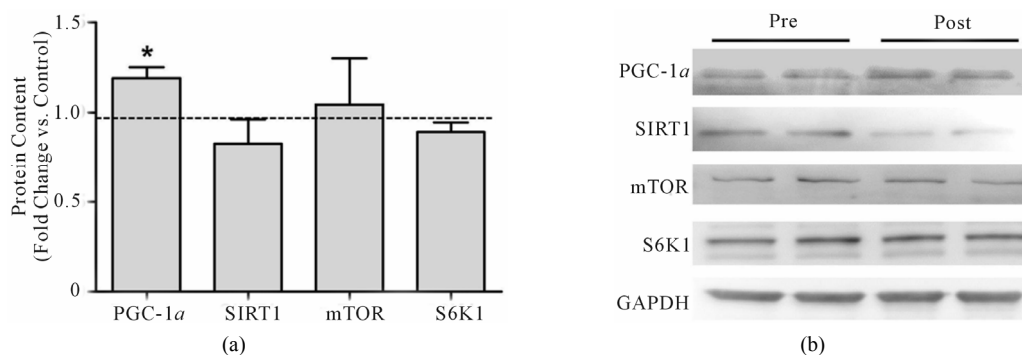 Protein Content
(Fold Change vs. Control)
1.5
1.0
0.5
0
*
PGC-1a
SIRT1
mTOR
S6K1
(a)
Pre
Post
PGC-1a
SIRT1
mTOR
S6K1
GAPDH
(b)